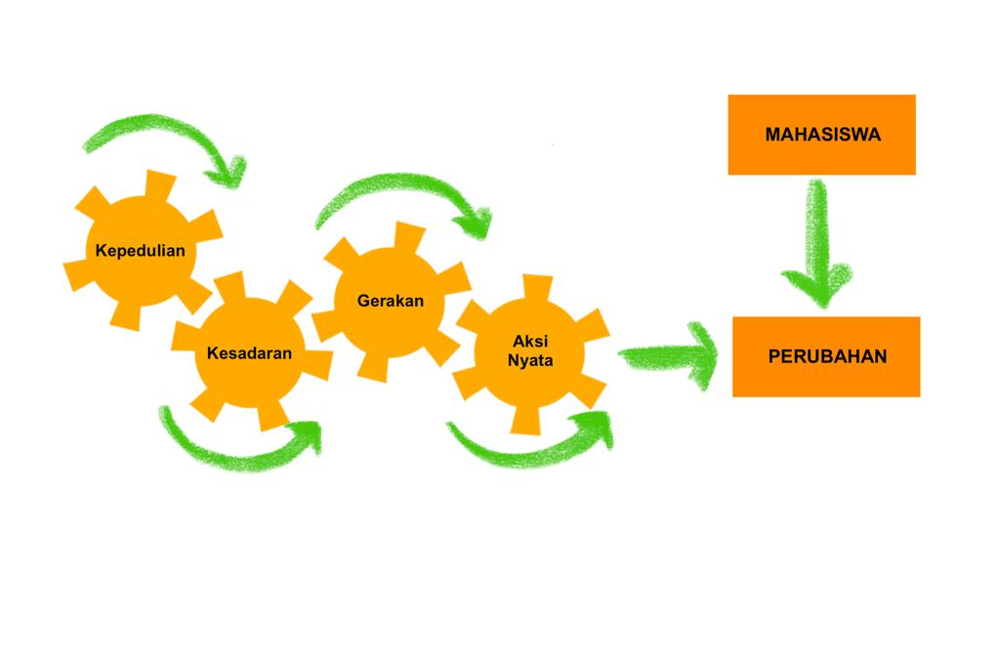 Kepedulian
Kesadaran
Gerakan
Aksi
Nyata
MAHASISWA
PERUBAHAN